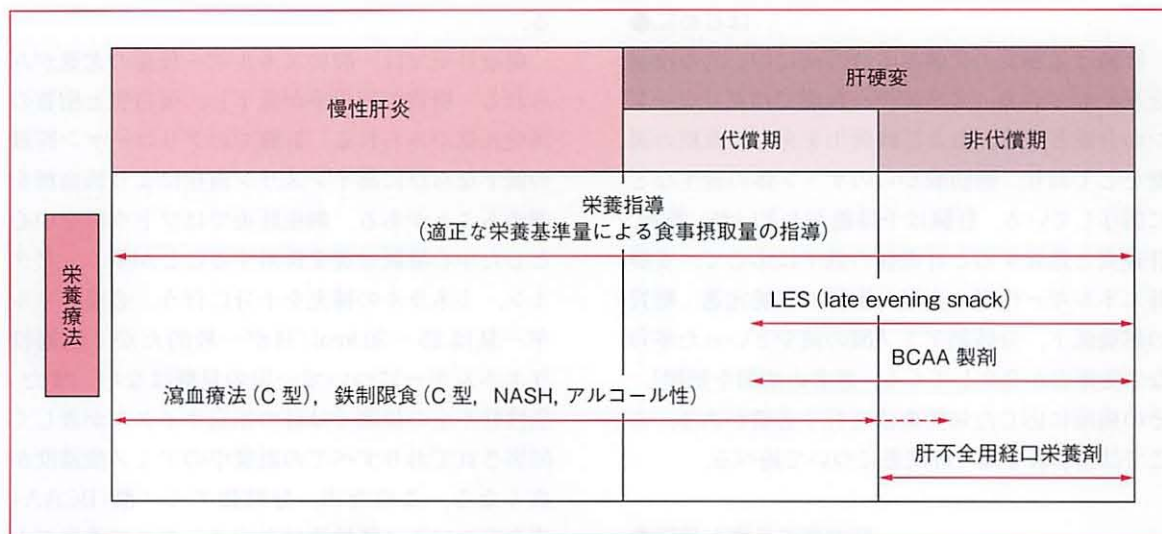 慢性肝炎
肝硬変
代償期
非代償期
栄養療法
栄養指導
(適正な栄養基準量による食事摂取量の指導)
LES (late evening snack)
BCAA 製剤
瀉血療法(C 型), 鉄制限食(C 型, NASH, アルコール性)
肝不全用経口栄養剤